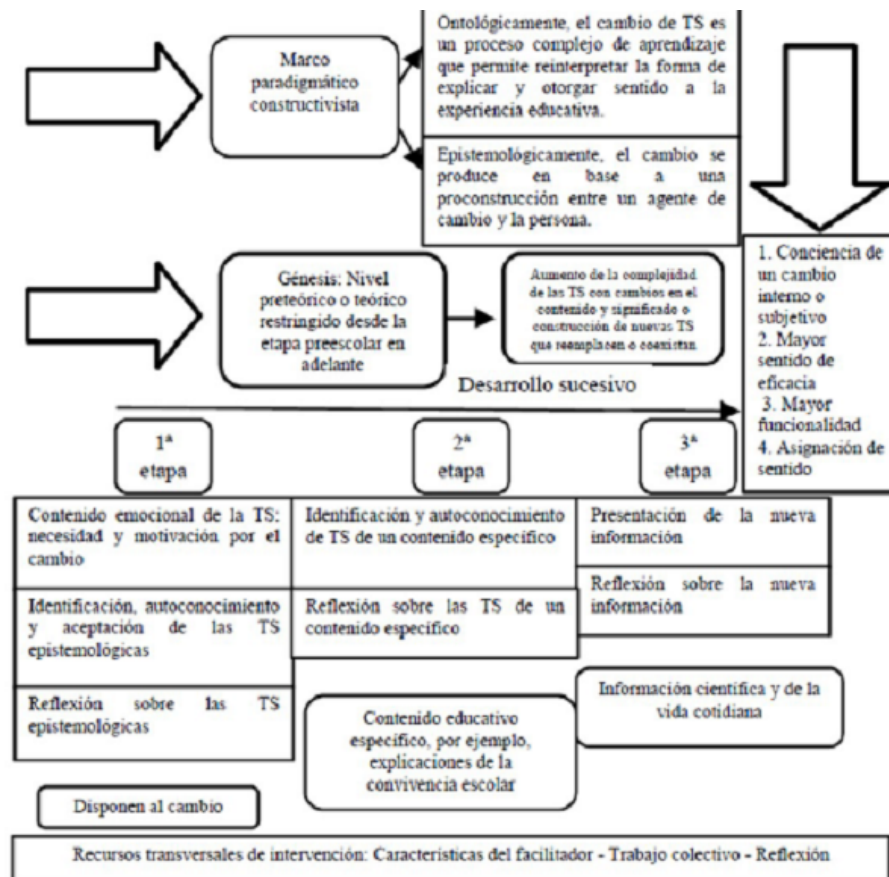 Marco
paradigmático
constructivista
Ontológicamente, el cambio de TS es
un proceso complejo de aprendizaje
que permite reinterpretar la forma de
explicar y otorgar sentido a la
experiencia educativa.
Epistemológicamente, el cambio se
produce en base a una
proconstrucción entre un agente de
cambio y la persona.
Génesis: Nivel
preteórico o teórico
restringido desde la
etapa preescolar en
adelante
Aumento de la complejidad
de las TS con cambios en el
contenido y significado o
construcción de nuevas TS
que reemplacen o coexistan
Desarrollo sucesivo
1. Conciencia de
un cambio
interno o
subjetivo
2. Mayor
sentido de
eficacia
3. Mayor
funcionalidad
4. Asignación de
sentido
1ª
etapa
2ª
etapa
3ª
etapa
Contenido emocional de la TS:
necesidad y motivación por el
cambio
Identificación, autoconocimiento
y aceptación de las TS
epistemológicas
Reflexión sobre las TS
epistemológicas
Identificación y autoconocimiento
de TS de un contenido específico
Reflexión sobre las TS de un
contenido específico
Presentación de la nueva
información
Reflexión sobre la nueva
información
Contenido educativo
específico, por ejemplo,
explicaciones de la
convivencia escolar
Información científica y de la
vida cotidiana
Disponen al cambio
Recursos transversales de intervención: Características del facilitador - Trabajo colectivo - Reflexión